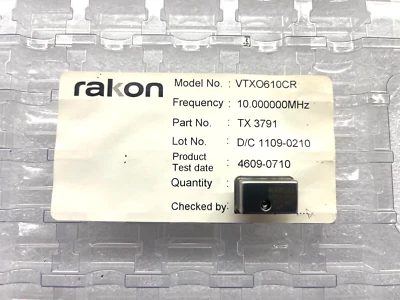 rakon
Model No. : VTXO610CR
Frequency : 10.000000MHz
Part No. : TX 3791
Lot No. : D/C 1109-0210
Product
Test date : 4609-0710
Quantity :
Checked by: